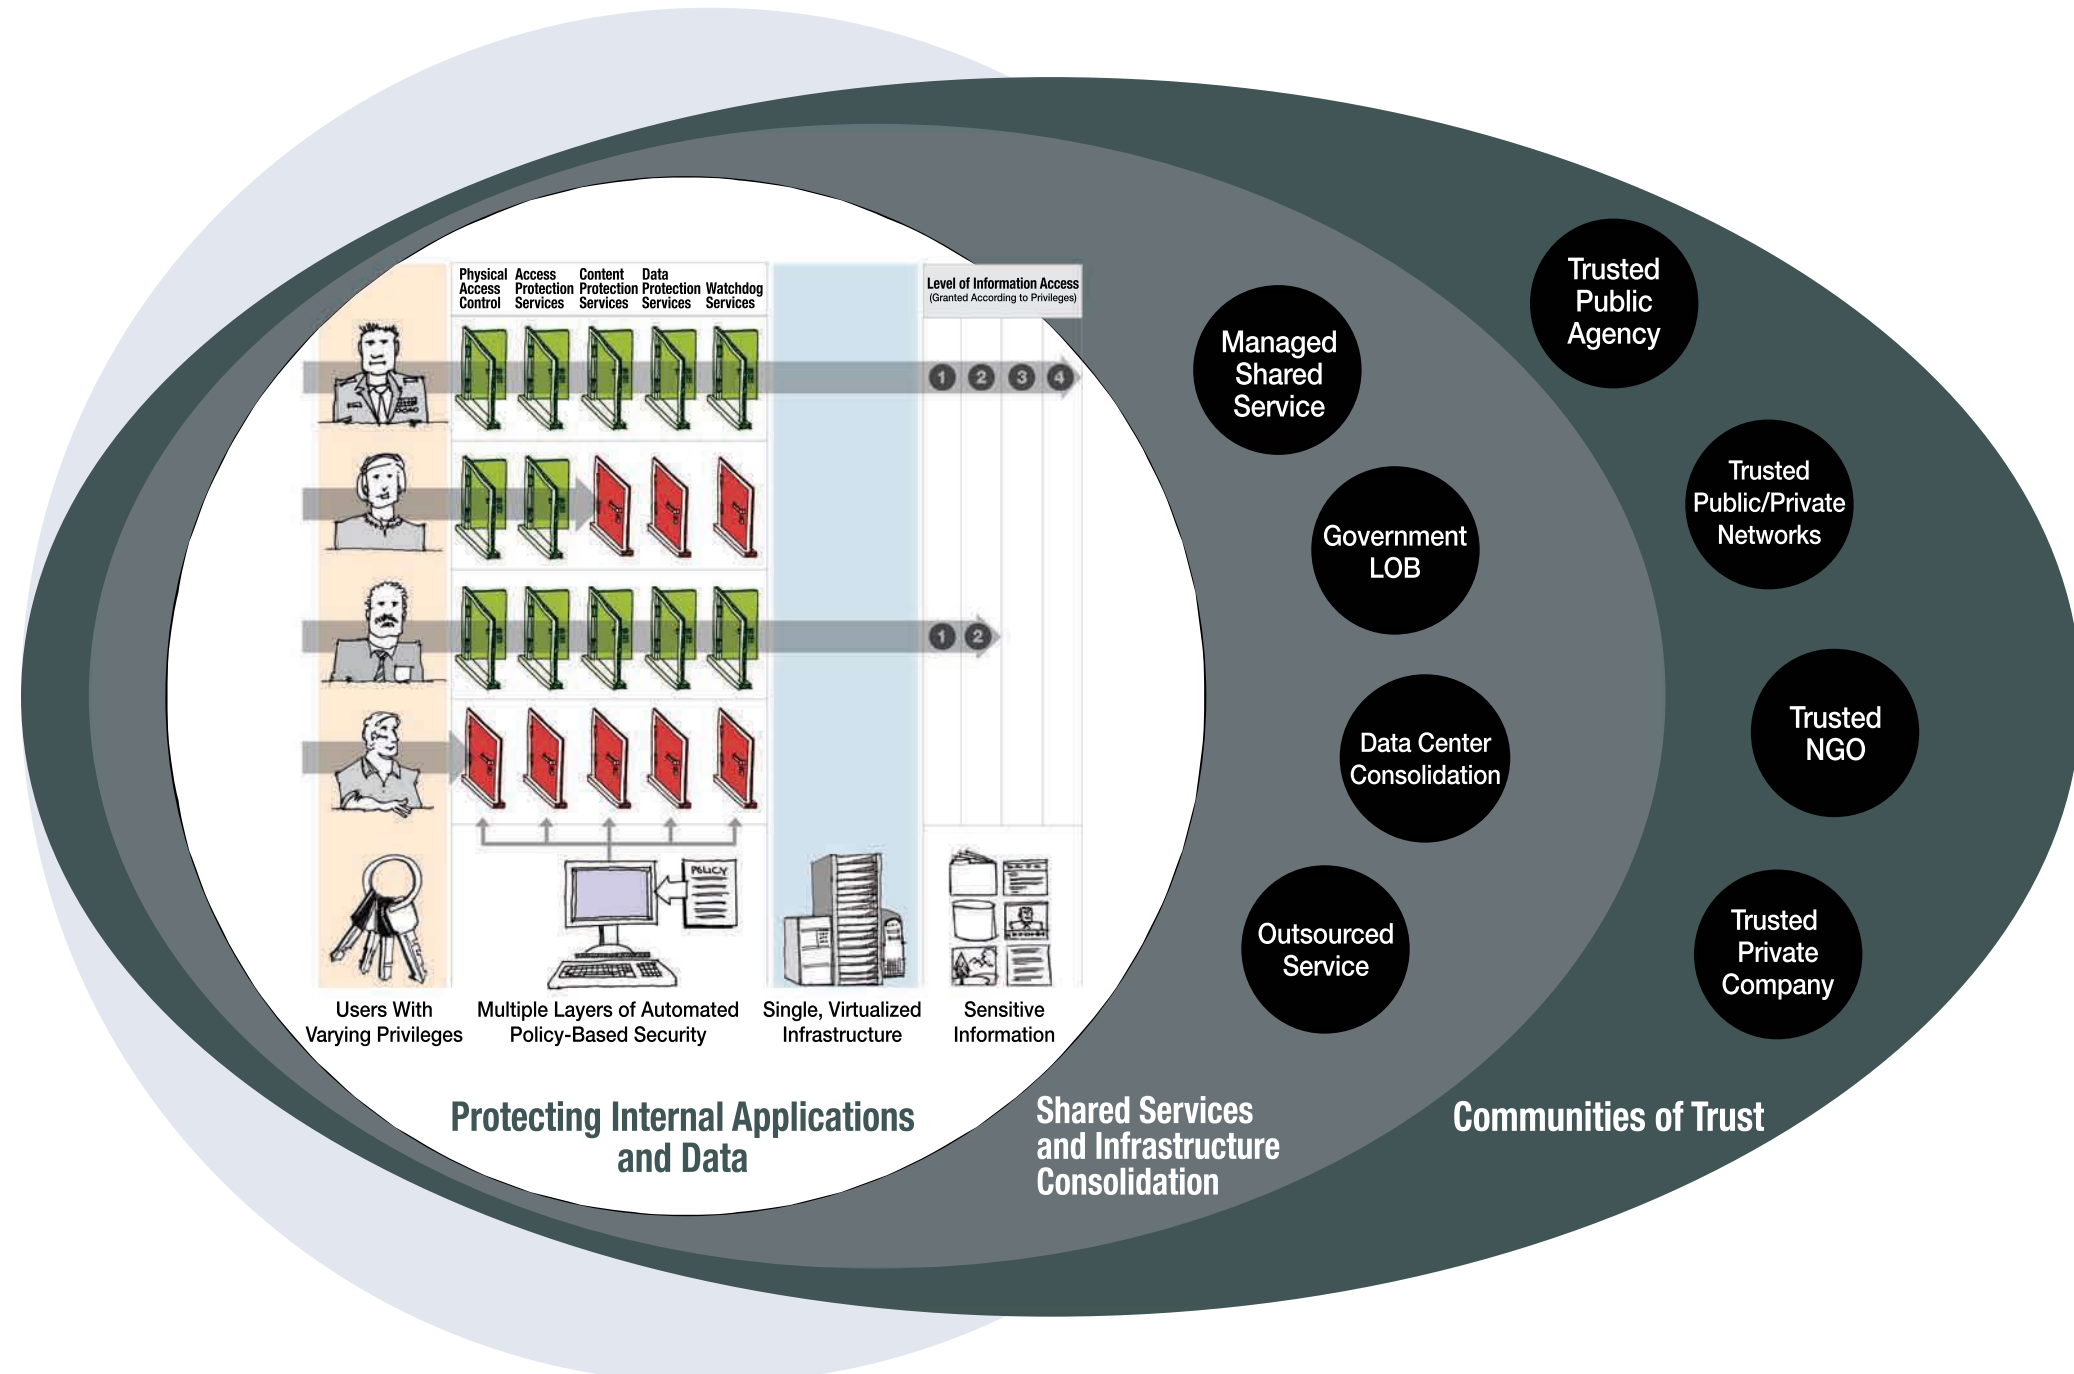 Physical
Access
Control
Access
Protection
Services
Content
Protection
Services
Data
Protection
Services
Watchdog
Services
Level of Information Access
(Granted According to Privileges)
1 2 3 4
1 2
POLICY
Users With
Varying Privileges
Multiple Layers of Automated
Policy-Based Security
Single, Virtualized
Infrastructure
Sensitive
Information
Protecting Internal Applications
and Data
Managed
Shared
Service
Government
LOB
Data Center
Consolidation
Outsourced
Service
Shared Services
and Infrastructure
Consolidation
Trusted
Public
Agency
Trusted
Public/Private
Networks
Trusted
NGO
Trusted
Private
Company
Communities of Trust